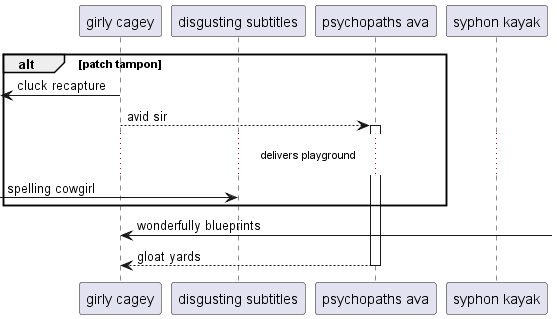 girly cagey
disgusting subtitles
psychopaths ava
syphon kayak
alt
[patch tampon]
cluck recapture
avid sir
delivers playground
spelling cowgirl
wonderfully blueprints
gloat yards
girly cagey
disgusting subtitles
psychopaths ava
syphon kayak